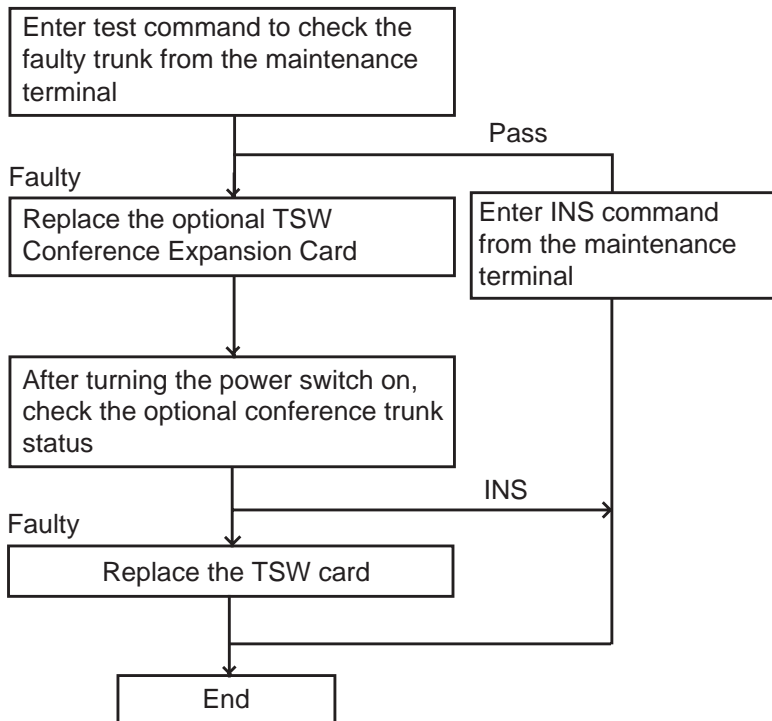 Enter test command to check the
faulty trunk from the maintenance
terminal
Pass
Faulty
Replace the optional TSW
Conference Expansion Card
Enter INS command
from the maintenance
terminal
After turning the power switch on,
check the optional conference trunk
status
INS
Faulty
Replace the TSW card
End